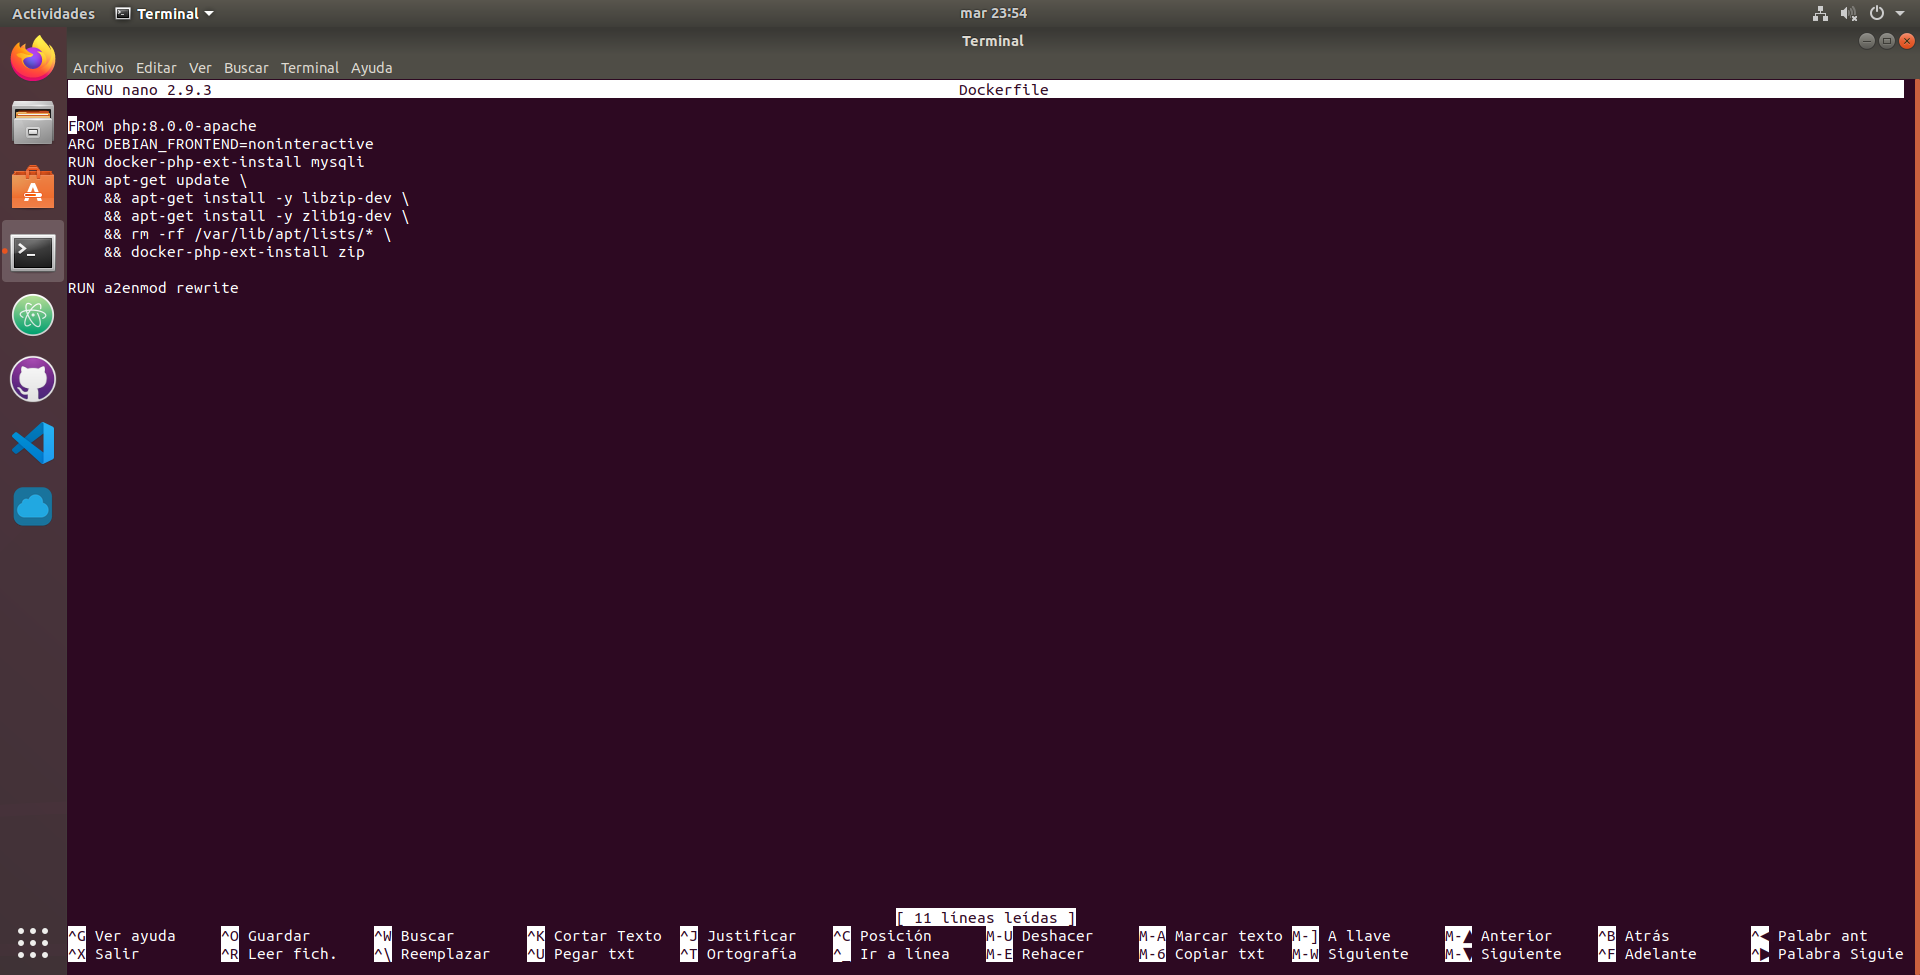 Actividades Terminal mar 23:54
Terminal
Archivo Editar Ver Buscar Terminal Ayuda
GNU nano 2.9.3 Dockerfile
FROM php:8.0.0-apache
ARG DEBIAN_FRONTEND=noninteractive
RUN docker-php-ext-install mysqli
RUN apt-get update \
    && apt-get install -y libzip-dev \
    && apt-get install -y zlib1g-dev \
    && rm -rf /var/lib/apt/lists/* \
    && docker-php-ext-install zip
RUN a2enmod rewrite
[ 11 líneas leídas ]
^G Ver ayuda ^O Guardar ^W Buscar ^K Cortar Texto ^J Justificar ^C Posición M-U Deshacer M-A Marcar texto M-] A llave M-▲ Anterior ^B Atrás ^◀ Palabr ant
^X Salir ^R Leer fich. ^\ Reemplazar ^U Pegar txt ^T Ortografía ^_ Ir a línea M-E Rehacer M-6 Copiar txt M-W Siguiente M-▼ Siguiente ^F Adelante ^▶ Palabra Siguie